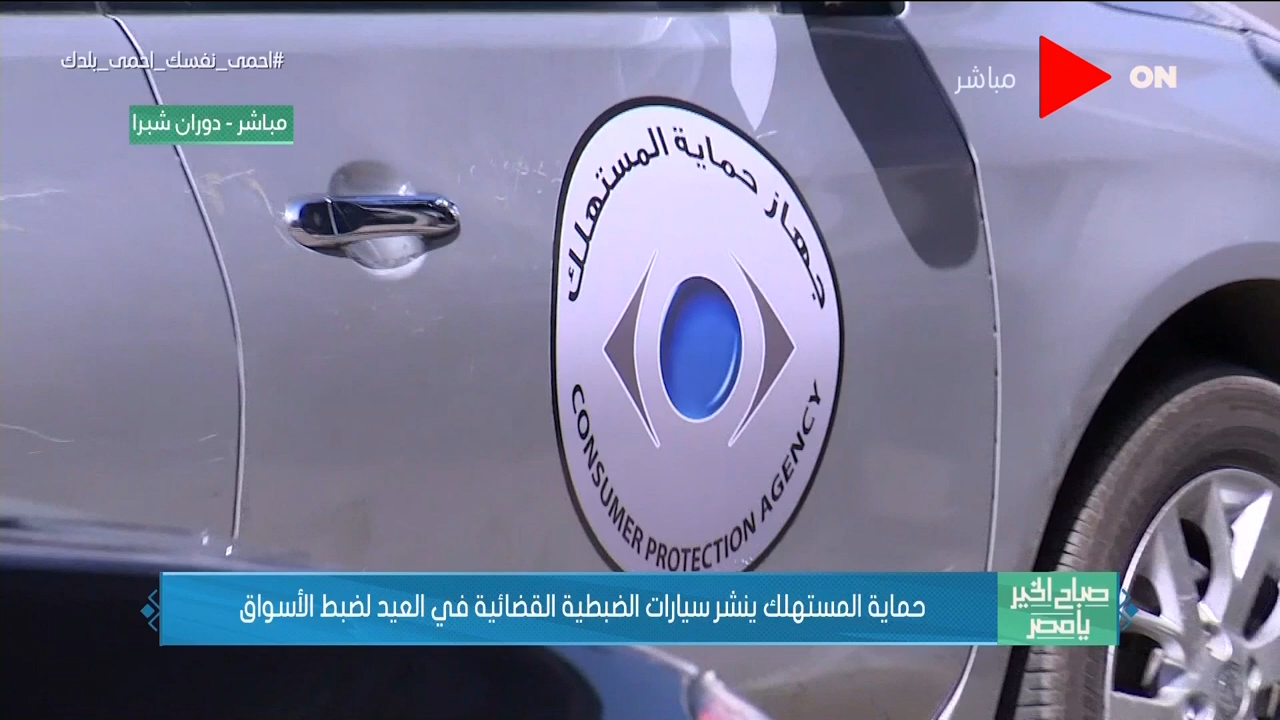 #احمى_نفسك_احمى_بلدك
مباشر
ON
مباشر - دوران شبرا
جهاز حماية المستهلك
CONSUMER PROTECTION AGENCY
صباح الخير
يا مصر
حماية المستهلك ينشر سيارات الضبطية القضائية في العيد لضبط الأسواق